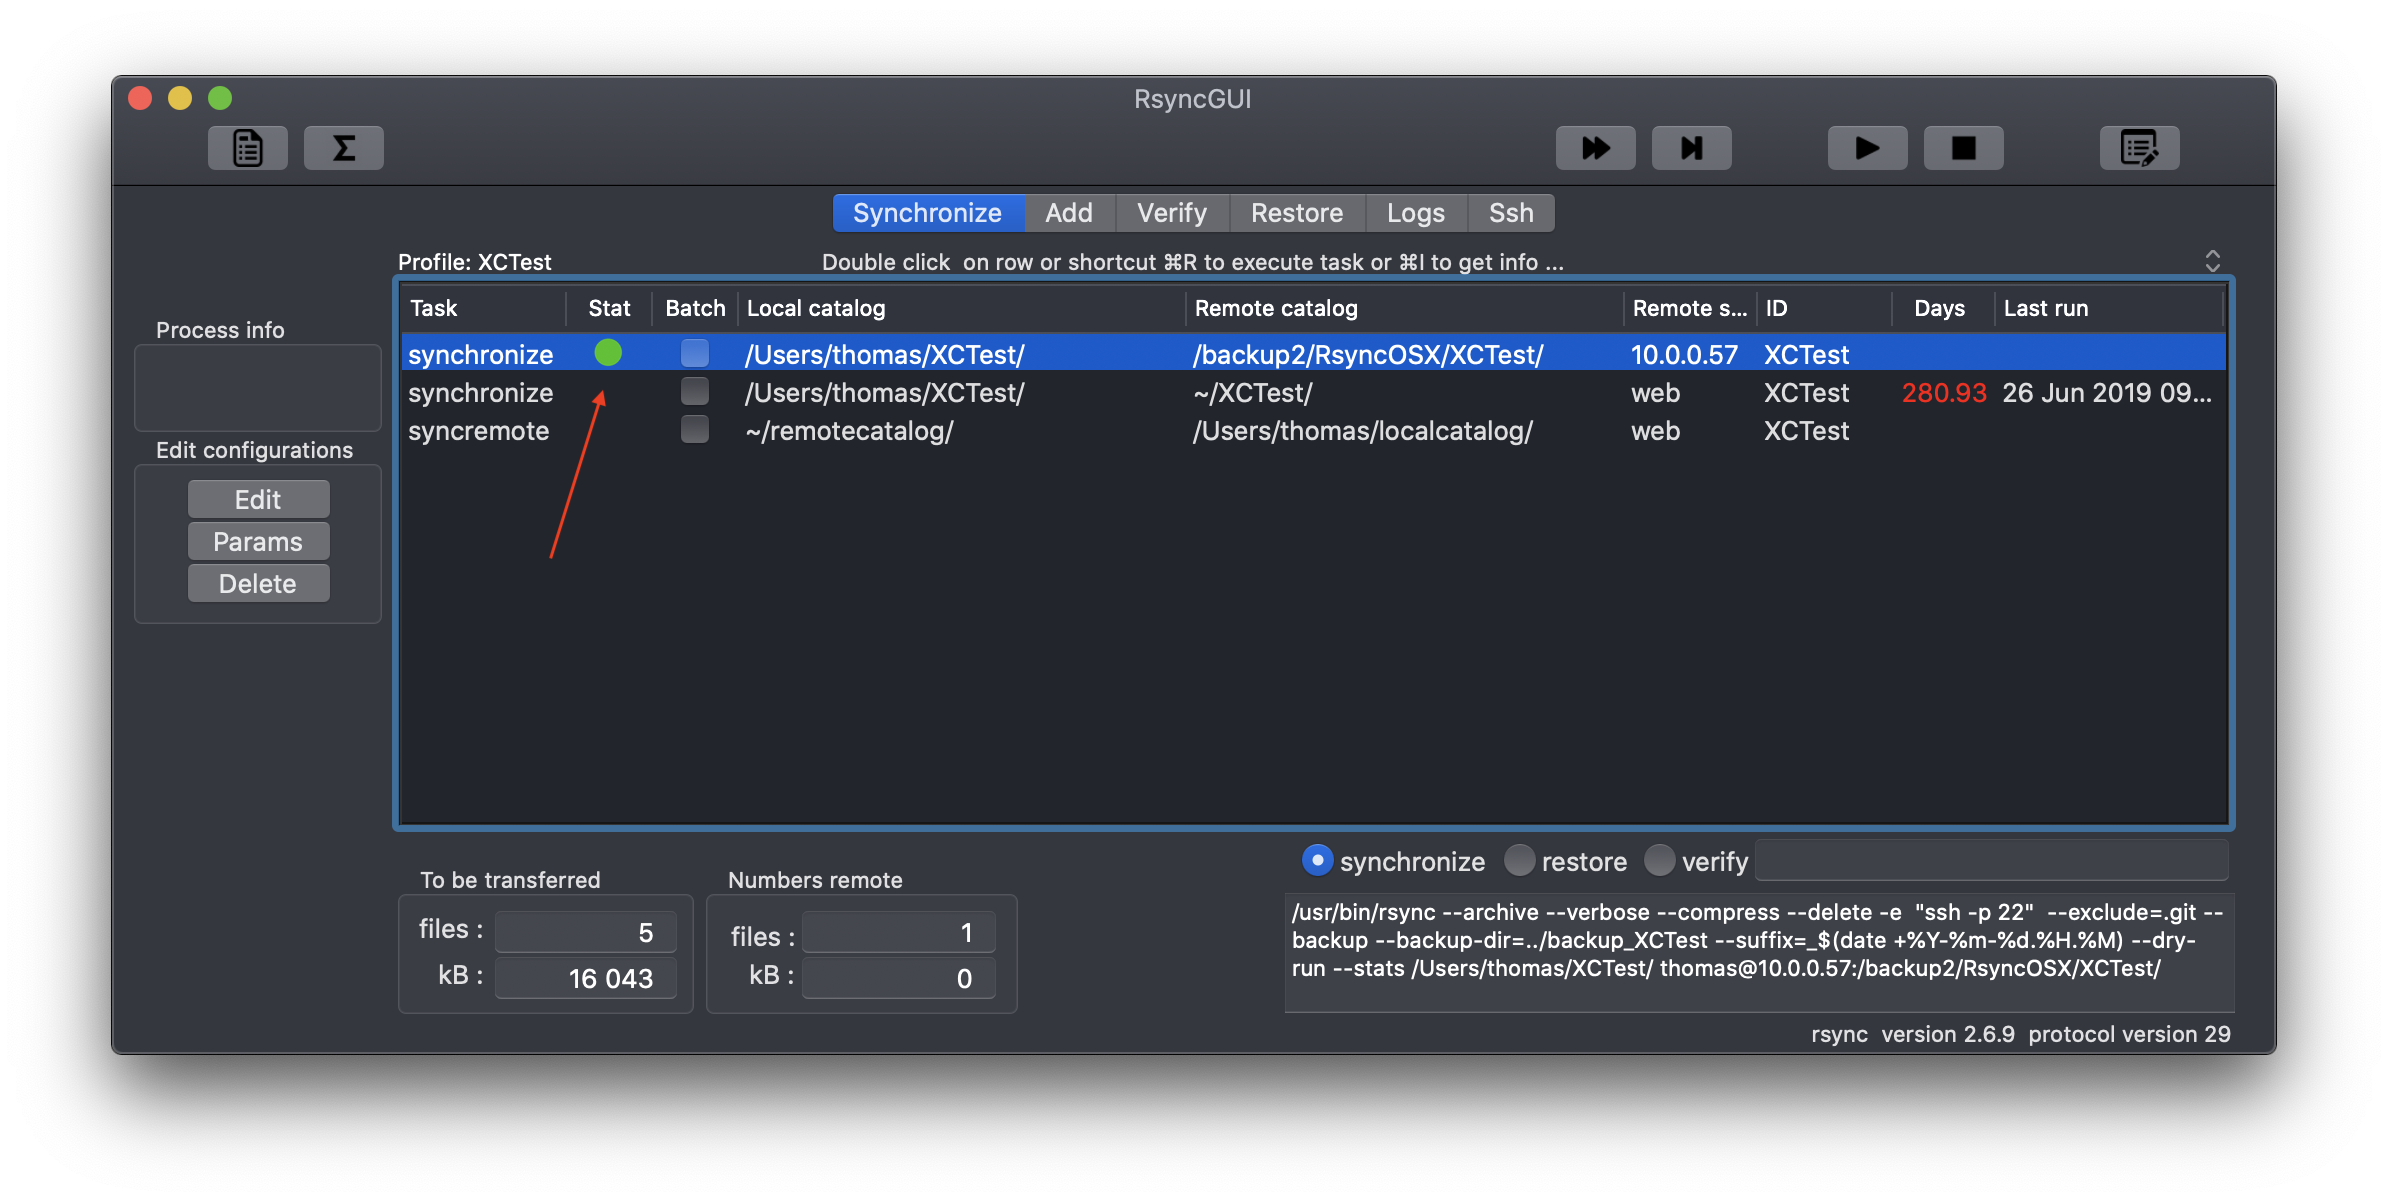 RsyncGUI
Σ
Synchronize Add Verify Restore Logs Ssh
Profile: XCTest Double click  on row or shortcut ⌘R to execute task or ⌘I to get info ...
Task Stat Batch Local catalog Remote catalog Remote s... ID Days Last run
synchronize /Users/thomas/XCTest/ /backup2/RsyncOSX/XCTest/ 10.0.0.57 XCTest
synchronize /Users/thomas/XCTest/ ~/XCTest/ web XCTest 280.93 26 Jun 2019 09...
syncremote ~/remotecatalog/ /Users/thomas/localcatalog/ web XCTest
Process info
Edit configurations
Edit
Params
Delete
To be transferred
files : 5
kB : 16 043
Numbers remote
files : 1
kB : 0
synchronize restore verify
/usr/bin/rsync --archive --verbose --compress --delete -e  "ssh -p 22"  --exclude=.git --
backup --backup-dir=../backup_XCTest --suffix=_$(date +%Y-%m-%d.%H.%M) --dry-
run --stats /Users/thomas/XCTest/ thomas@10.0.0.57:/backup2/RsyncOSX/XCTest/
rsync  version 2.6.9  protocol version 29